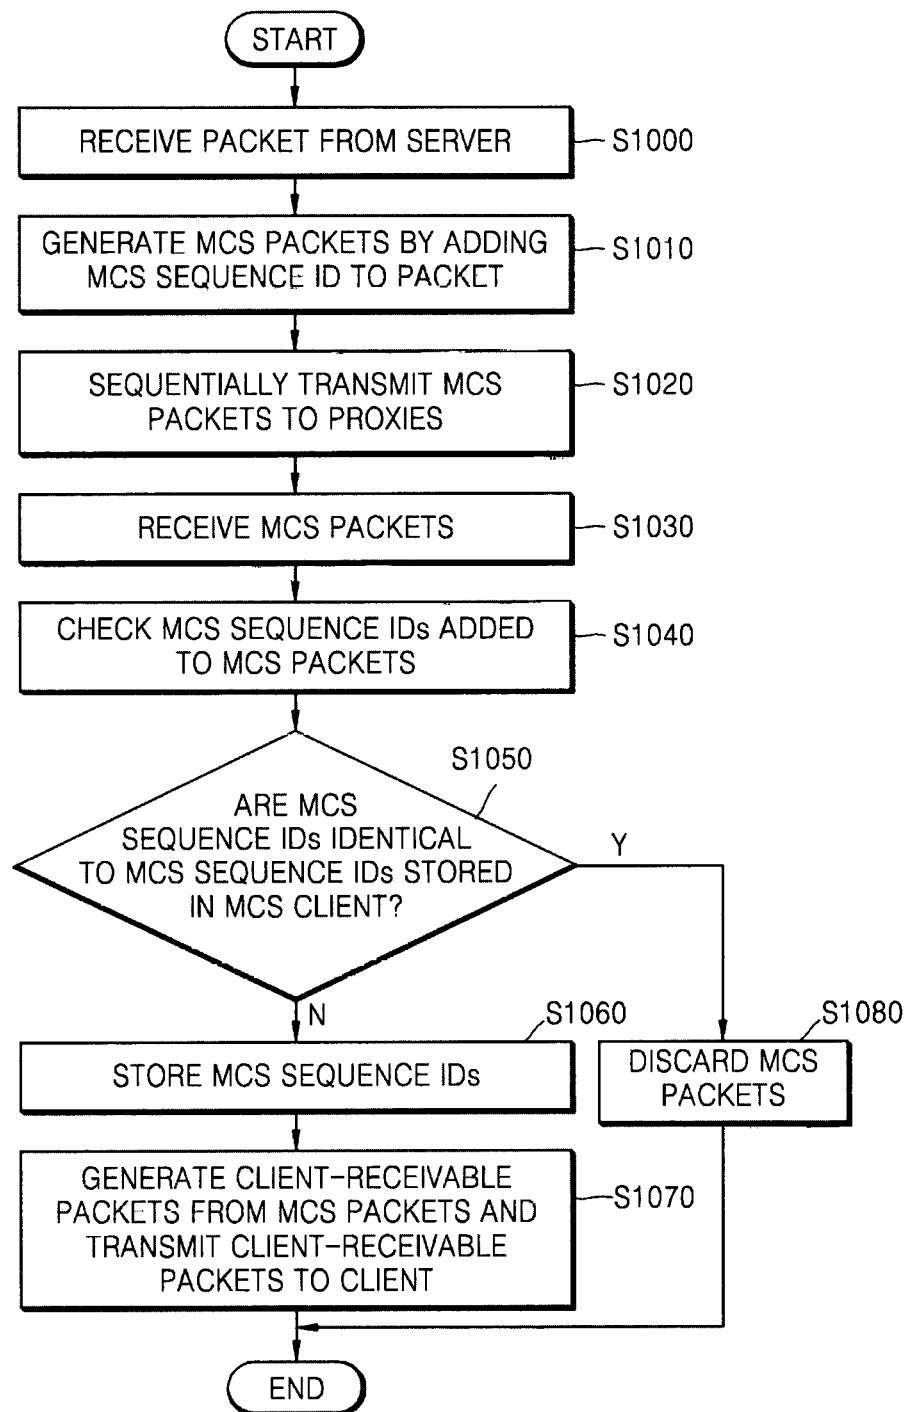 START
RECEIVE PACKET FROM SERVER
S1000
GENERATE MCS PACKETS BY ADDING
MCS SEQUENCE ID TO PACKET
S1010
SEQUENTIALLY TRANSMIT MCS
PACKETS TO PROXIES
S1020
RECEIVE MCS PACKETS
S1030
CHECK MCS SEQUENCE IDs ADDED
TO MCS PACKETS
S1040
S1050
ARE MCS
SEQUENCE IDs IDENTICAL
TO MCS SEQUENCE IDs STORED
IN MCS CLIENT?
Y
N
S1060
STORE MCS SEQUENCE IDs
S1080
DISCARD MCS
PACKETS
GENERATE CLIENT-RECEIVABLE
PACKETS FROM MCS PACKETS AND
TRANSMIT CLIENT-RECEIVABLE
PACKETS TO CLIENT
S1070
END